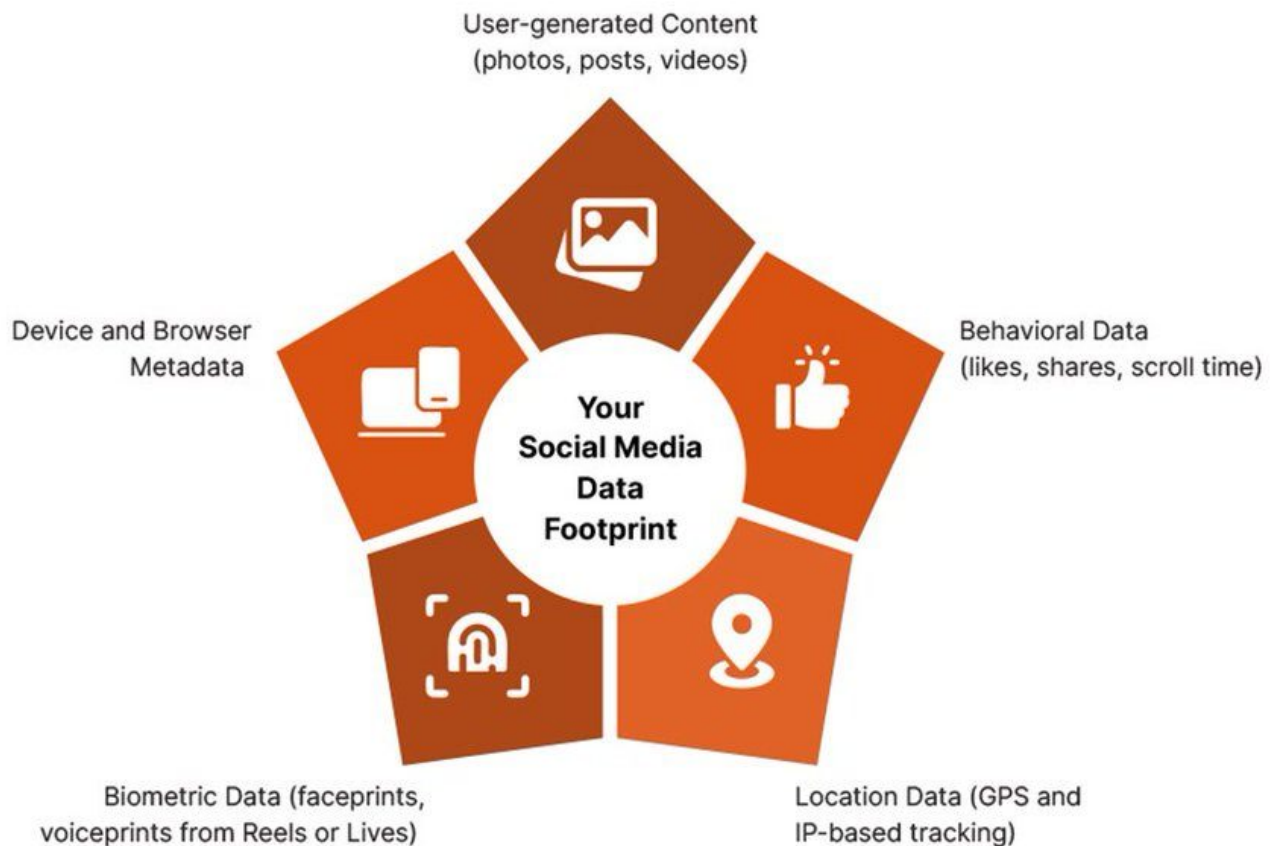 User-generated Content
(photos, posts, videos)
Device and Browser
Metadata
Behavioral Data
(likes, shares, scroll time)
Your
Social Media
Data
Footprint
Biometric Data (faceprints,
voiceprints from Reels or Lives)
Location Data (GPS and
IP-based tracking)